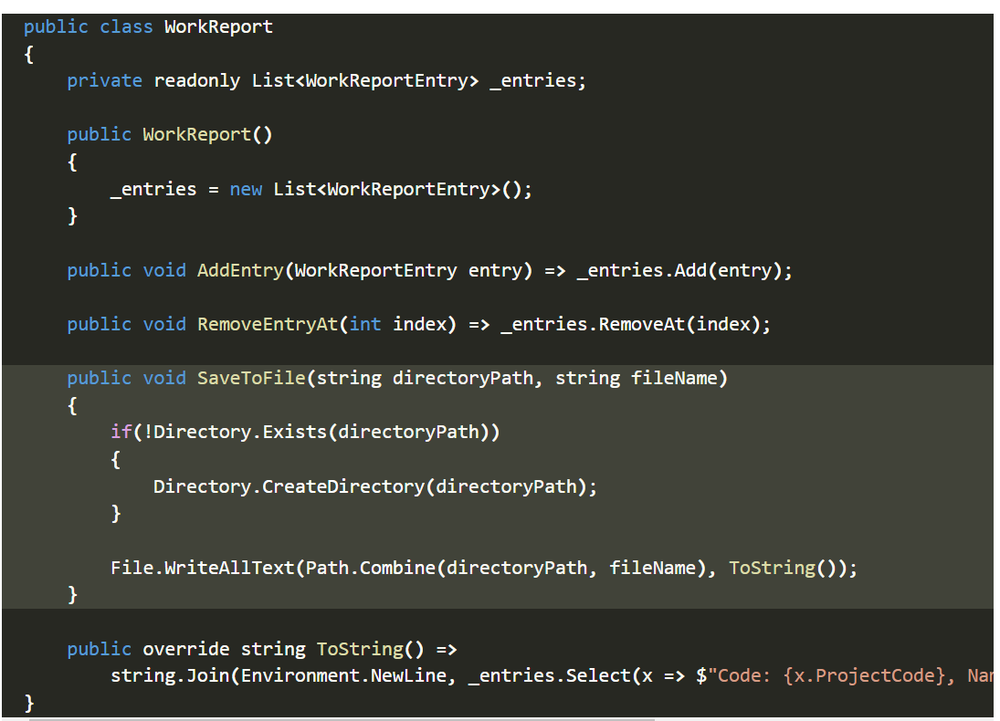 public class WorkReport
{
    private readonly List<WorkReportEntry> _entries;

    public WorkReport()
    {
        _entries = new List<WorkReportEntry>();
    }

    public void AddEntry(WorkReportEntry entry) => _entries.Add(entry);

    public void RemoveEntryAt(int index) => _entries.RemoveAt(index);

    public void SaveToFile(string directoryPath, string fileName)
    {
        if(!Directory.Exists(directoryPath))
        {
            Directory.CreateDirectory(directoryPath);
        }

        File.WriteAllText(Path.Combine(directoryPath, fileName), ToString());
    }

    public override string ToString() =>
        string.Join(Environment.NewLine, _entries.Select(x => $"Code: {x.ProjectCode},
}